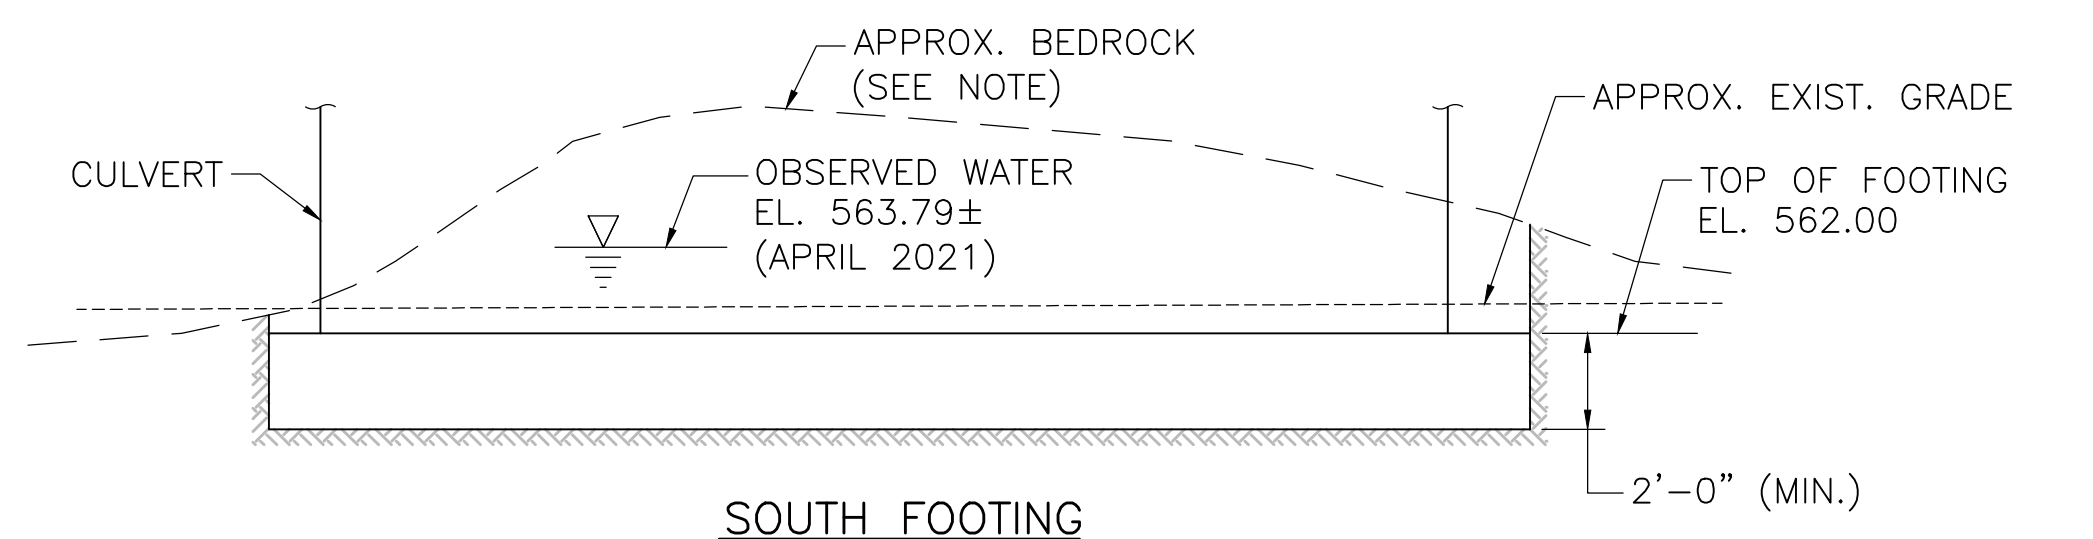 APPROX. BEDROCK
(SEE NOTE)
APPROX. EXIST. GRADE
CULVERT
OBSERVED WATER
EL. 563.79±
(APRIL 2021)
TOP OF FOOTING
EL. 562.00
2'-0" (MIN.)
SOUTH FOOTING